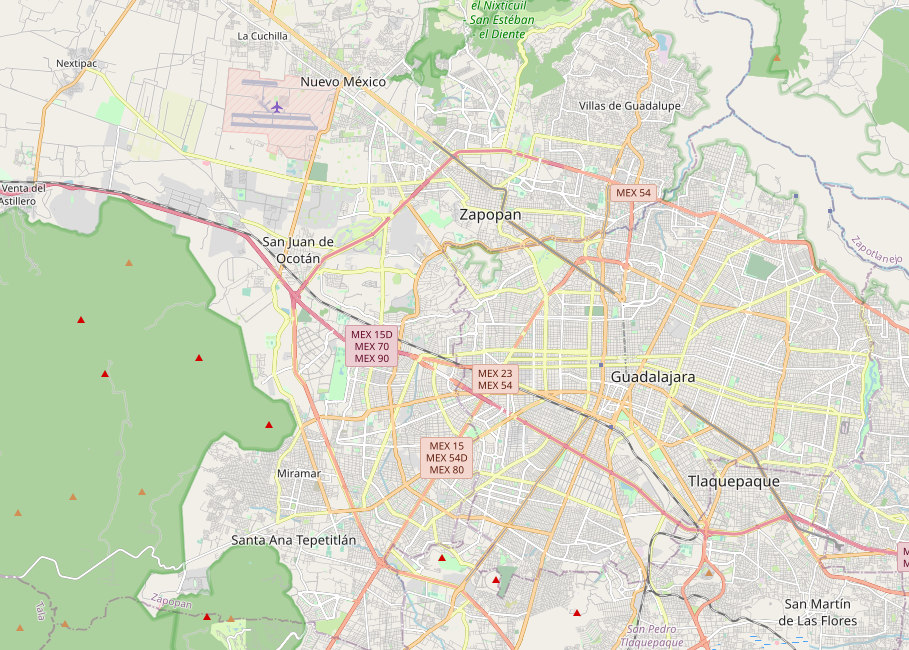 el Nixticuil
- San Estéban
- el Diente
La Cuchilla
Nextipac
Nuevo México
Villas de Guadalupe
Venta del
Astillero
MEX 54
Zapopan
San Juan de
Ocotán
Zapotlanejo
MEX 15D
MEX 70
MEX 90
MEX 23
MEX 54
Guadalajara
MEX 15
MEX 54D
MEX 80
Miramar
Tlaquepaque
Santa Ana Tepetitlán
M
M
Zapopan
Tala
San Martín
de Las Flores
San Pedro
Tlaquepaque